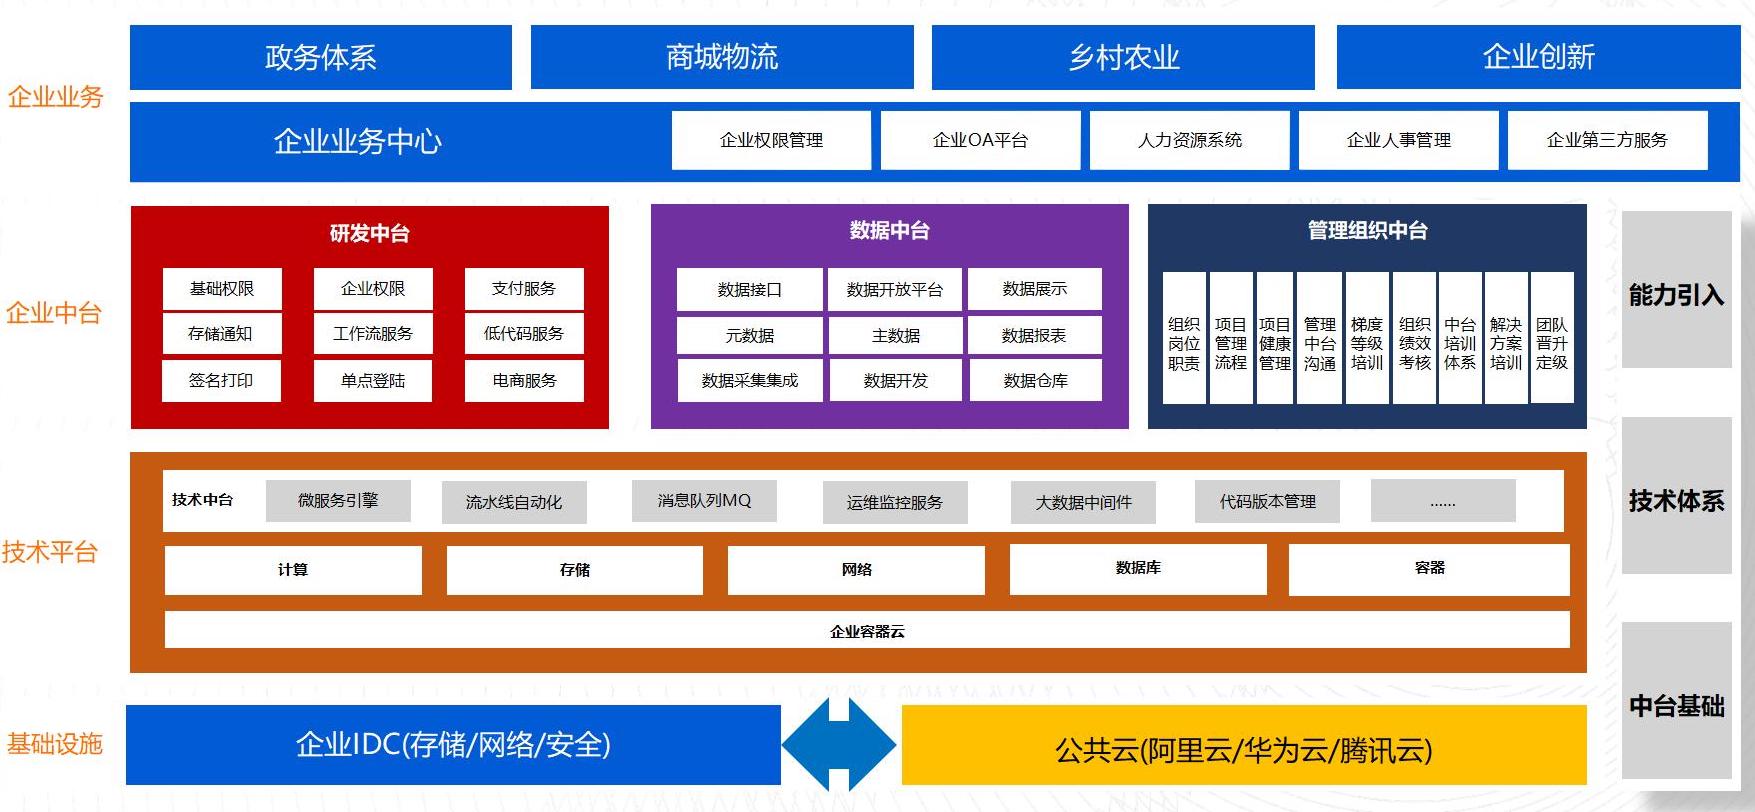 政务体系
商城物流
乡村农业
企业创新
企业业务
企业业务中心
企业权限管理
企业OA平台
人力资源系统
企业人事管理
企业第三方服务
企业中台
研发中台
基础权限
企业权限
支付服务
存储通知
工作流服务
低代码服务
签名打印
单点登陆
电商服务
数据中台
数据接口
数据开放平台
数据展示
元数据
主数据
数据报表
数据采集集成
数据开发
数据仓库
管理组织中台
组织
岗位
职责
项目
管理
流程
项目
健康
管理
管理
中台
沟通
梯度
等级
培训
组织
绩效
考核
中台
培训
体系
解决
方案
培训
团队
晋升
定级
能力引入
技术平台
技术中台
微服务引擎
流水线自动化
消息队列MQ
运维监控服务
大数据中间件
代码版本管理
......
计算
存储
网络
数据库
容器
企业容器云
技术体系
基础设施
企业IDC(存储/网络/安全)
公共云(阿里云/华为云/腾讯云)
中台基础